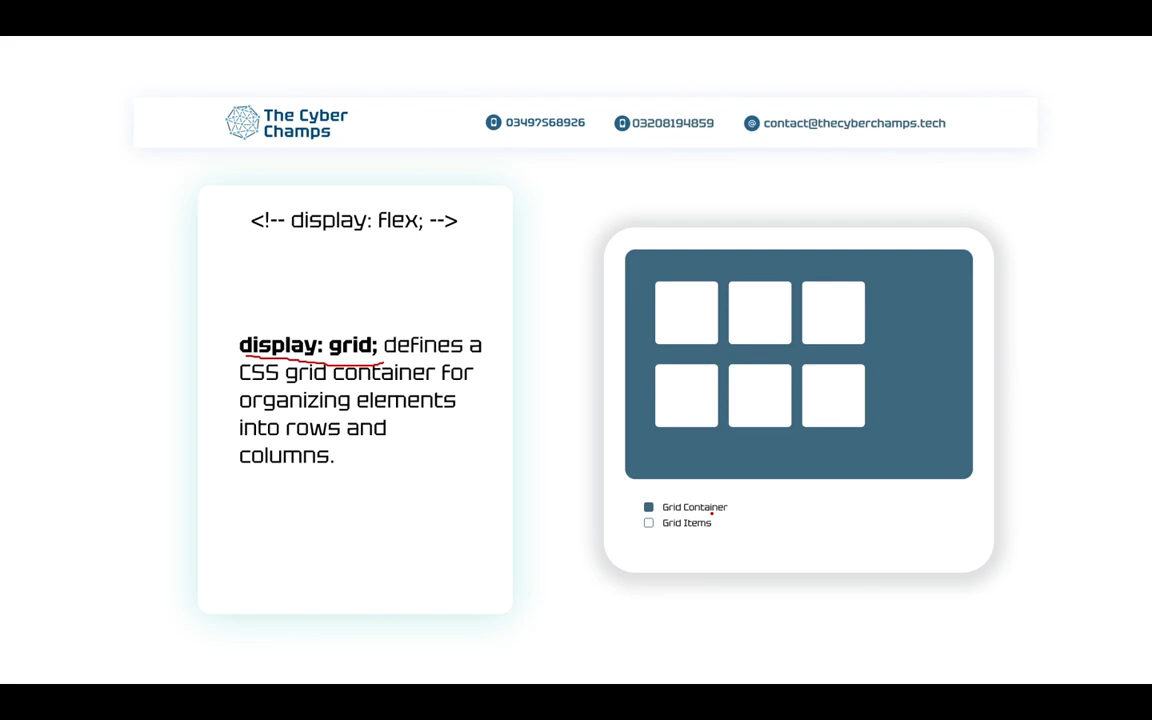 The Cyber
Champs
03497568926
03208194859
contact@thecyberchamps.tech
<!-- display: flex; -->
display: grid; defines a
CSS grid container for
organizing elements
into rows and
columns.
Grid Container
Grid Items